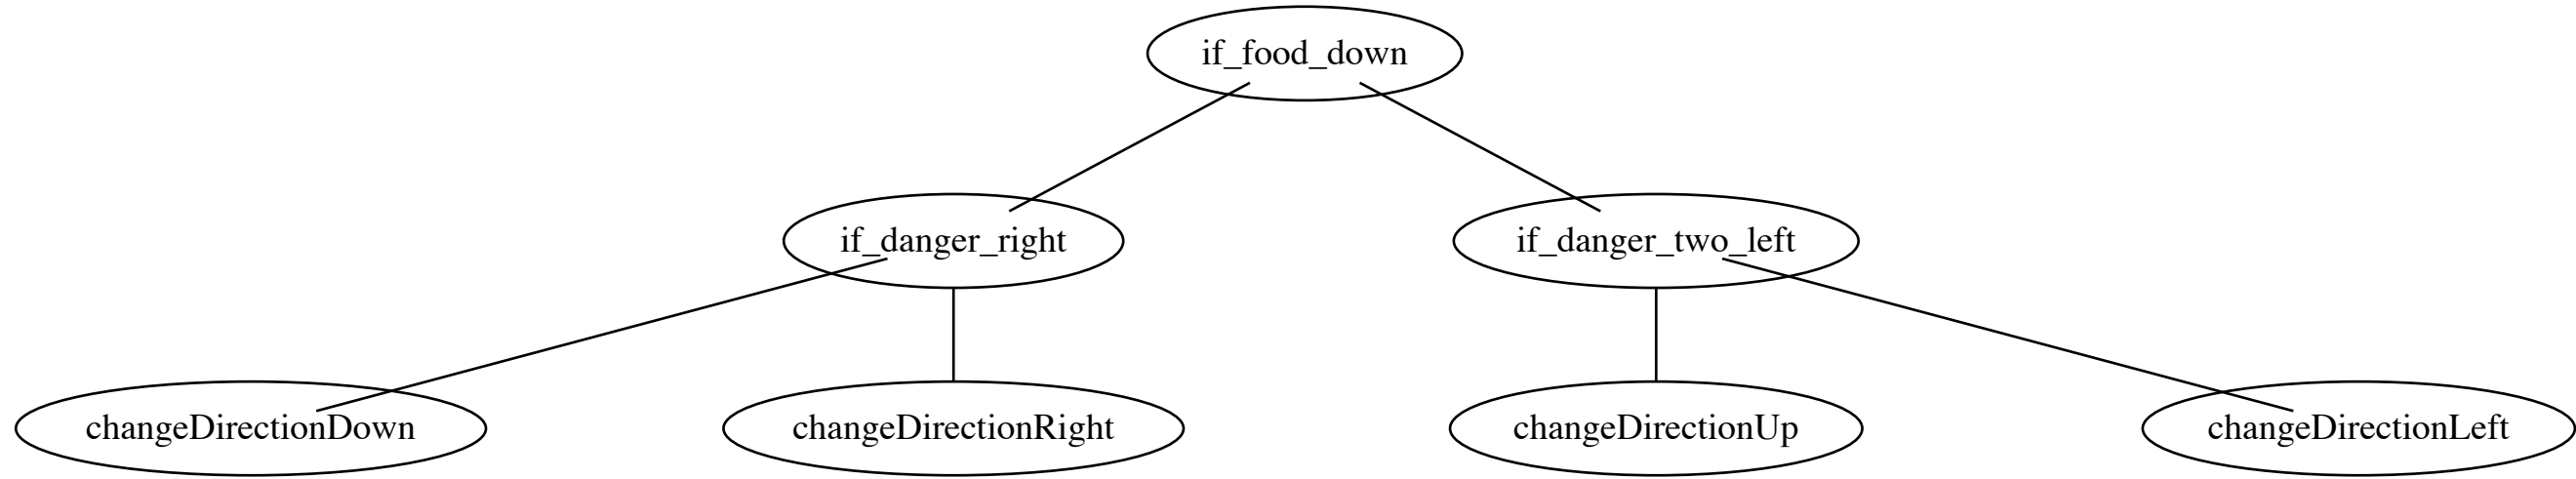 if_food_down
if_danger_right
if_danger_two_left
changeDirectionDown
changeDirectionRight
changeDirectionUp
changeDirectionLeft